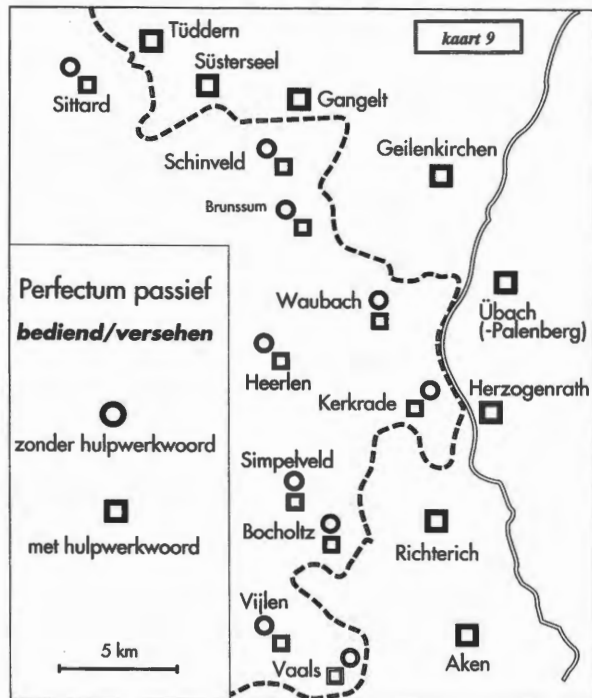 kaart 9
Tüddern
Sittard
Süsterseel
Gangelt
Schinveld
Geilenkirchen
Brunssum
Waubach
Übach
(-Palenberg)
Heerlen
Kerkrade
Herzogenrath
Simpelveld
Bocholtz
Richterich
Vijlen
Vaals
Aken
Perfectum passief
bediend/versehen
zonder hulpwerkwoord
met hulpwerkwoord
5 km